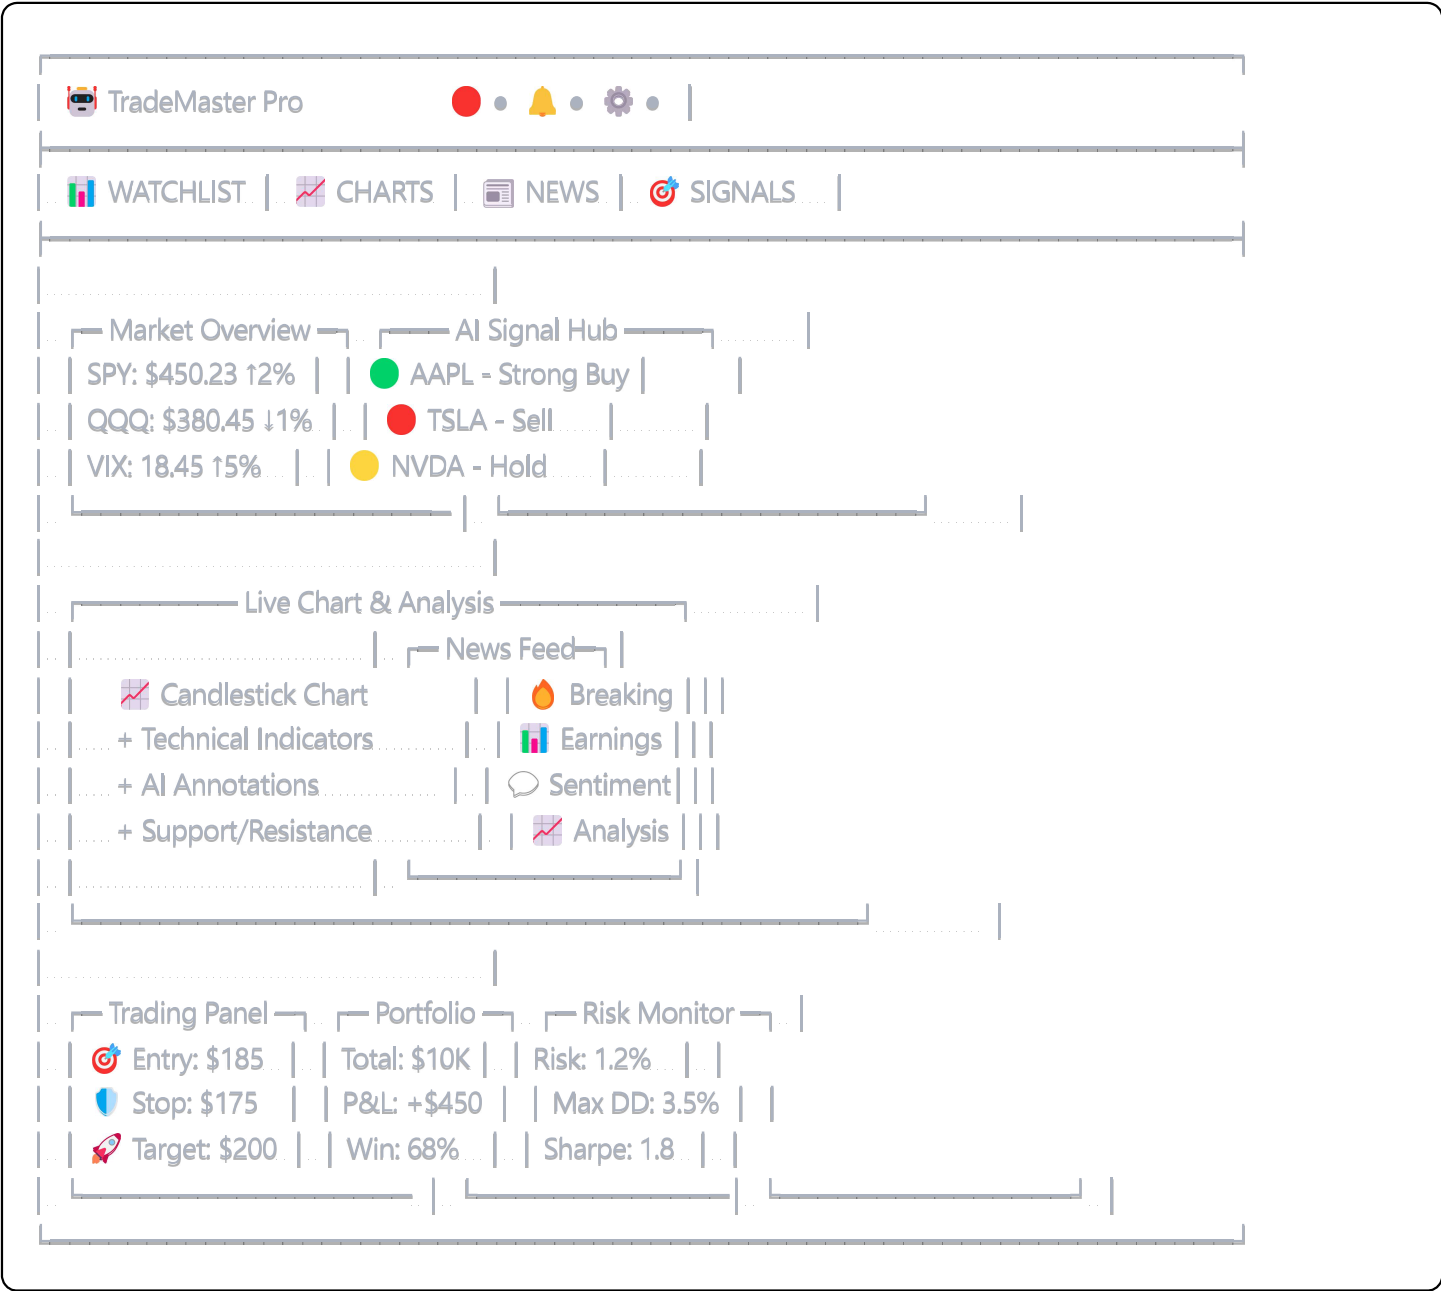 🤖 TradeMaster Pro 🔴 • 🔔 • ⚙️ •
📊 WATCHLIST | 📈 CHARTS | 📰 NEWS | 🎯 SIGNALS
Market Overview AI Signal Hub
SPY: $450.23 ↑2% 🟢 AAPL - Strong Buy
QQQ: $380.45 ↓1% 🔴 TSLA - Sell
VIX: 18.45 ↑5% 🟡 NVDA - Hold
Live Chart & Analysis
News Feed
📈 Candlestick Chart 🔥 Breaking
+ Technical Indicators 📊 Earnings
+ AI Annotations 💬 Sentiment
+ Support/Resistance 📈 Analysis
Trading Panel Portfolio Risk Monitor
🎯 Entry: $185 Total: $10K Risk: 1.2%
🛡️ Stop: $175 P&L: +$450 Max DD: 3.5%
🚀 Target: $200 Win: 68% Sharpe: 1.8